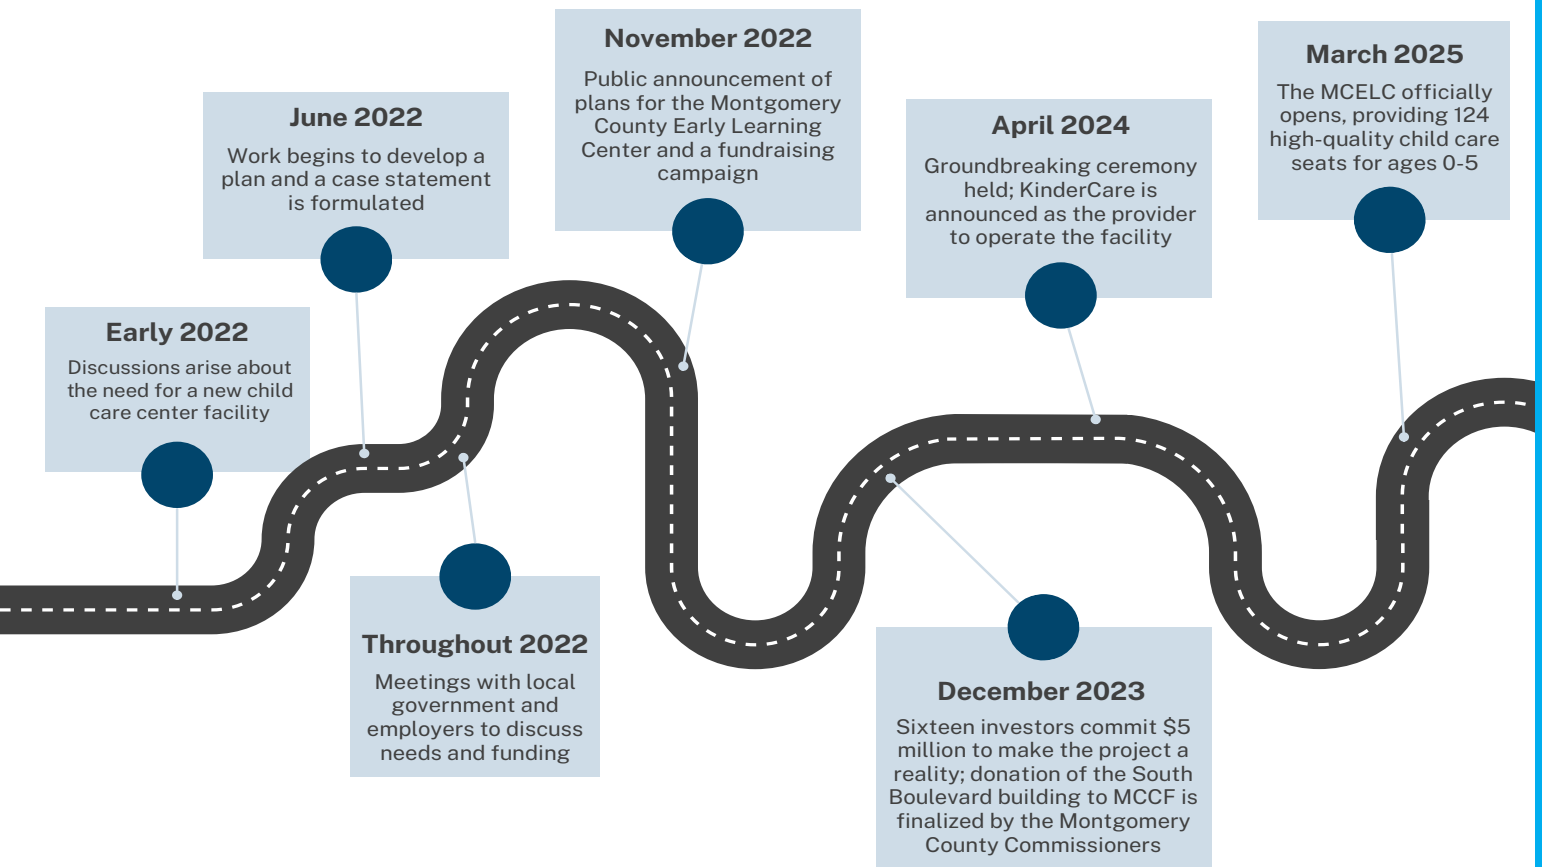 Early 2022
Discussions arise about
the need for a new child
care center facility
June 2022
Work begins to develop a
plan and a case statement
is formulated
Throughout 2022
Meetings with local
government and
employers to discuss
needs and funding
November 2022
Public announcement of
plans for the Montgomery
County Early Learning
Center and a fundraising
campaign
December 2023
Sixteen investors commit $5
million to make the project a
reality; donation of the South
Boulevard building to MCCF is
finalized by the Montgomery
County Commissioners
April 2024
Groundbreaking ceremony
held; KinderCare is
announced as the provider
to operate the facility
March 2025
The MCELC officially
opens, providing 124
high-quality child care
seats for ages 0-5